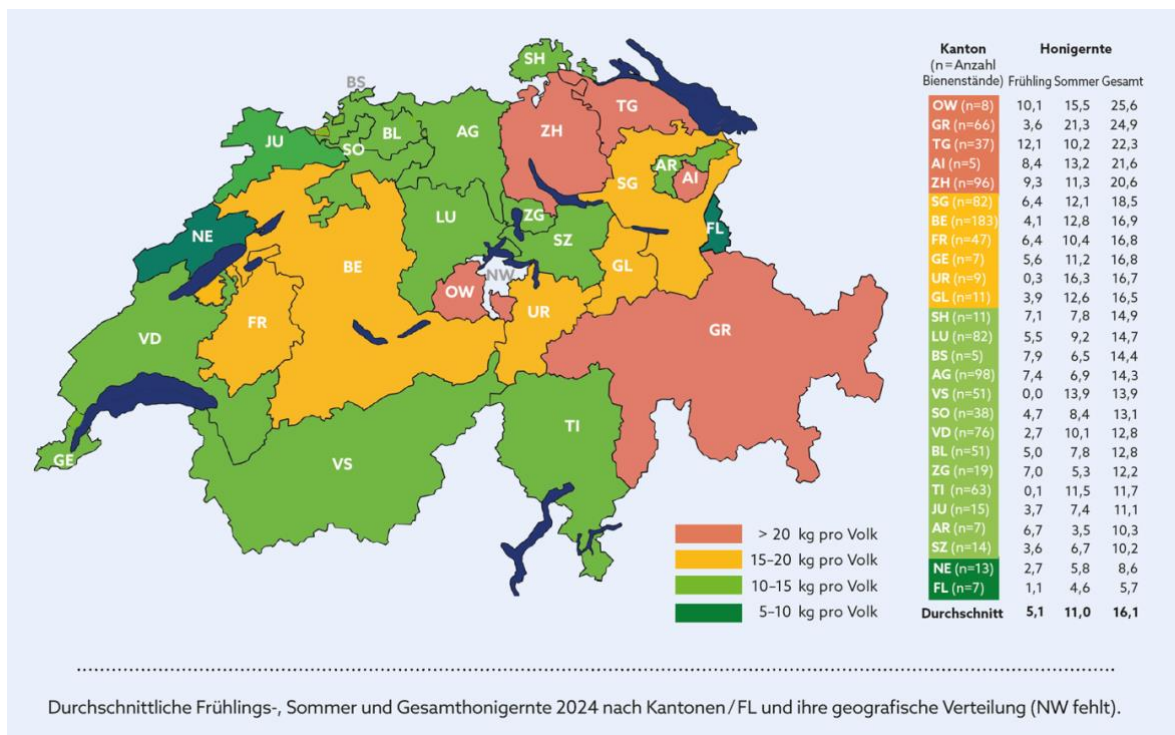 SH
BS
TG
BL
AG
ZH
JU
SO
AR
AI
SG
ZG
LU
NE
SZ
FL
BE
NW
GL
OW
UR
FR
VD
GR
TI
GE
VS
> 20 kg pro Volk
15–20 kg pro Volk
10–15 kg pro Volk
5–10 kg pro Volk
Kanton Honigernte
(n=Anzahl
Bienenstände) Frühling Sommer Gesamt
OW (n=8) 10,1 15,5 25,6
GR (n=66) 3,6 21,3 24,9
TG (n=37) 12,1 10,2 22,3
AI (n=5) 8,4 13,2 21,6
ZH (n=96) 9,3 11,3 20,6
SG (n=82) 6,4 12,1 18,5
BE (n=183) 4,1 12,8 16,9
FR (n=47) 6,4 10,4 16,8
GE (n=7) 5,6 11,2 16,8
UR (n=9) 0,3 16,3 16,7
GL (n=11) 3,9 12,6 16,5
SH (n=11) 7,1 7,8 14,9
LU (n=82) 5,5 9,2 14,7
BS (n=5) 7,9 6,5 14,4
AG (n=98) 7,4 6,9 14,3
VS (n=51) 0,0 13,9 13,9
SO (n=38) 4,7 8,4 13,1
VD (n=76) 2,7 10,1 12,8
BL (n=51) 5,0 7,8 12,8
ZG (n=19) 7,0 5,3 12,2
TI (n=63) 0,1 11,5 11,7
JU (n=15) 3,7 7,4 11,1
AR (n=7) 6,7 3,5 10,3
SZ (n=14) 3,6 6,7 10,2
NE (n=13) 2,7 5,8 8,6
FL (n=7) 1,1 4,6 5,7
Durchschnitt 5,1 11,0 16,1
Durchschnittliche Frühlings-, Sommer und Gesamthonigernte 2024 nach Kantonen/FL und ihre geografische Verteilung (NW fehlt).